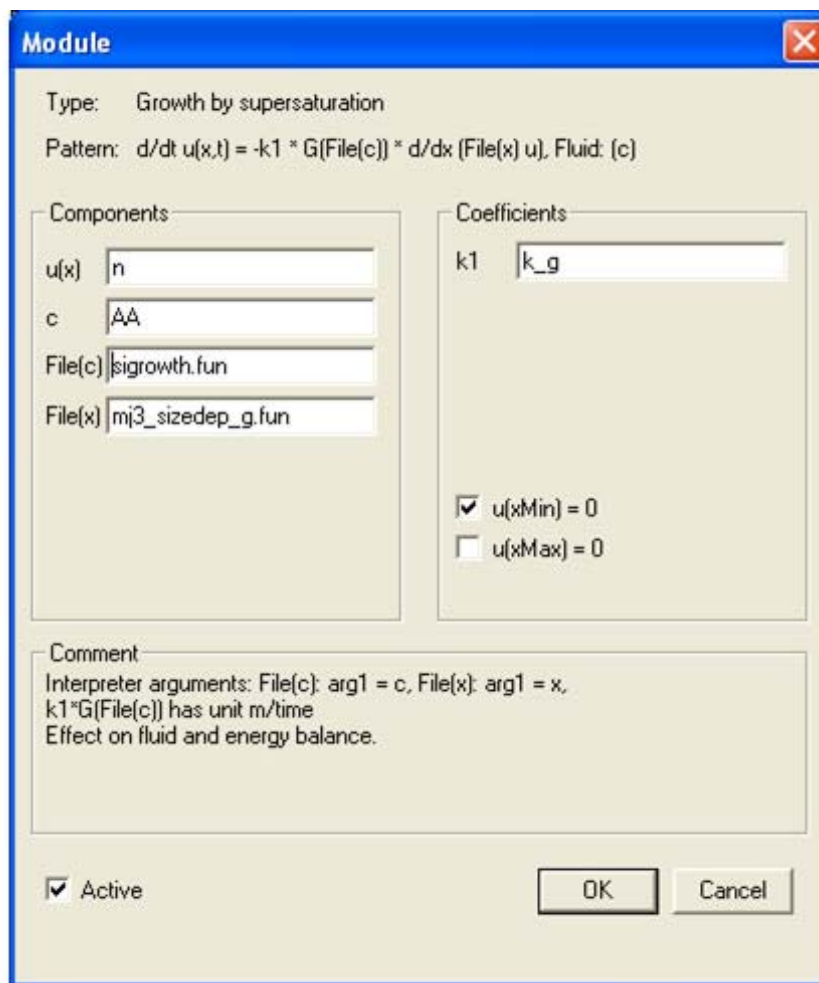 Module
Type: Growth by supersaturation
Pattern: d/dt u(x,t) = -k1 * G(File(c)) * d/dx (File(x) u), Fluid: (c)
Components
u(x) n
c AA
File(c) sigrowth.fun
File(x) mj3_sizedep_g.fun
Coefficients
k1 k_g
u(xMin) = 0
u(xMax) = 0
Comment
Interpreter arguments: File(c): arg1 = c, File(x): arg1 = x,
k1*G(File(c)) has unit m/time
Effect on fluid and energy balance.
Active
OK Cancel